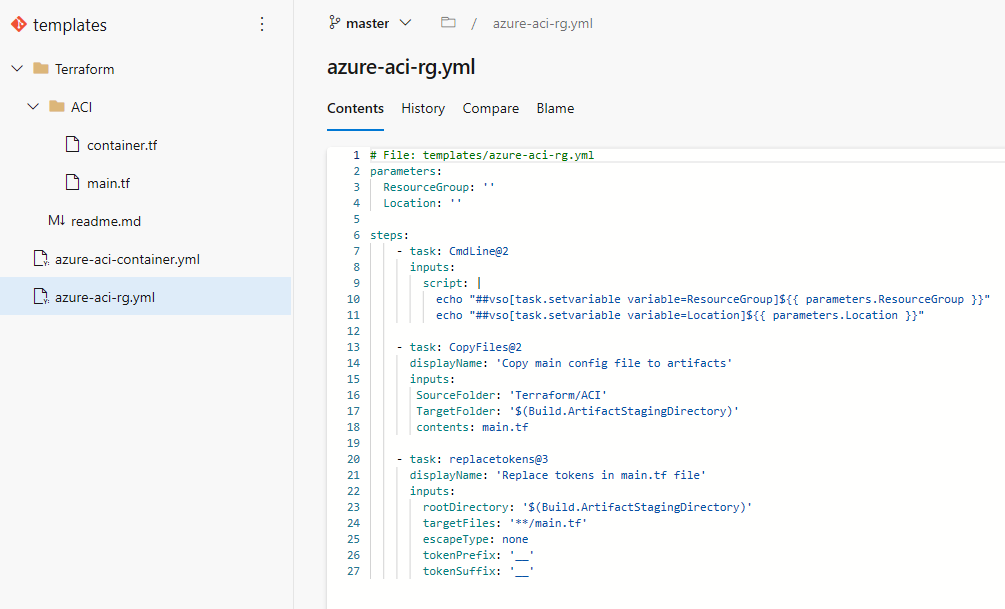 templates
Terraform
ACI
container.tf
main.tf
M↓ readme.md
azure-aci-container.yml
azure-aci-rg.yml
master / azure-aci-rg.yml
azure-aci-rg.yml
Contents History Compare Blame
1 # File: templates/azure-aci-rg.yml
2 parameters:
3   ResourceGroup: ''
4   Location: ''
5
6 steps:
7     - task: CmdLine@2
8       inputs:
9         script: |
10           echo "##vso[task.setvariable variable=ResourceGroup]${{ parameters.ResourceGroup }}"
11           echo "##vso[task.setvariable variable=Location]${{ parameters.Location }}"
12
13     - task: CopyFiles@2
14       displayName: 'Copy main config file to artifacts'
15       inputs:
16        SourceFolder: 'Terraform/ACI'
17        TargetFolder: '$(Build.ArtifactStagingDirectory)'
18        contents: main.tf
19
20     - task: replacetokens@3
21       displayName: 'Replace tokens in main.tf file'
22       inputs:
23         rootDirectory: '$(Build.ArtifactStagingDirectory)'
24         targetFiles: '**/main.tf'
25         escapeType: none
26         tokenPrefix: '__'
27         tokenSuffix: '__'